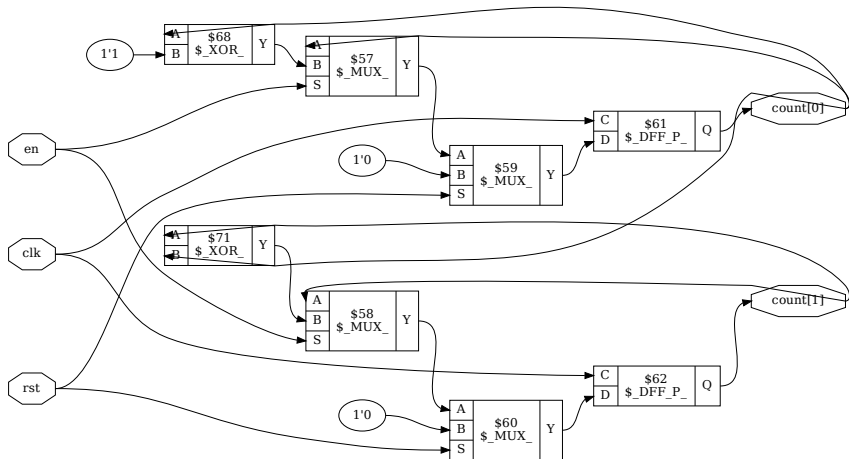 A
B
$68
$_XOR_
Y
1'1
A
B
S
$57
$_MUX_
Y
count[0]
C
D
$61
$_DFF_P_
Q
en
1'0
A
B
S
$59
$_MUX_
Y
A
B
$71
$_XOR_
Y
clk
A
B
S
$58
$_MUX_
Y
count[1]
C
D
$62
$_DFF_P_
Q
rst
1'0
A
B
S
$60
$_MUX_
Y